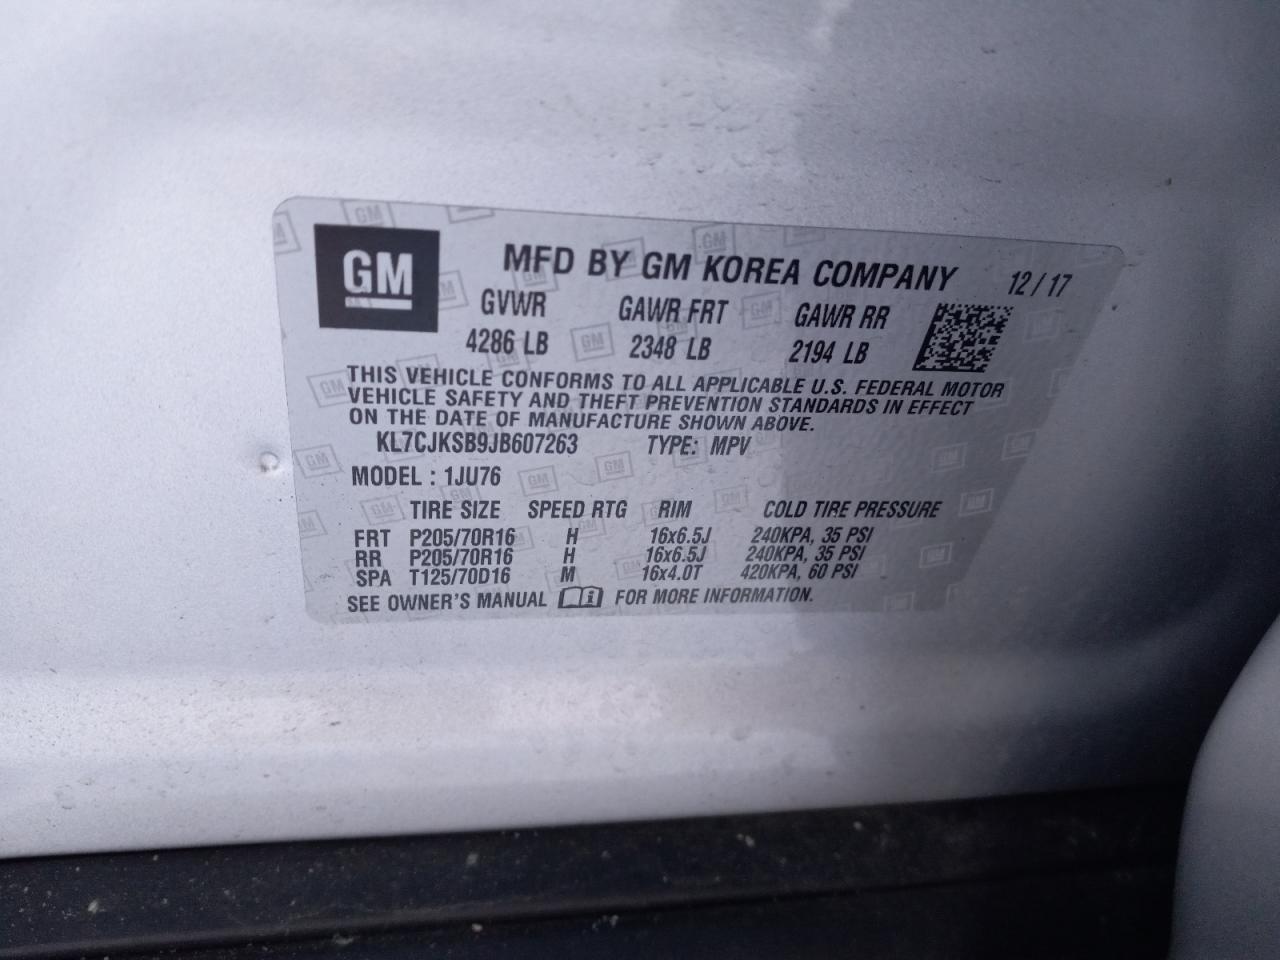 GM
MFD BY GM KOREA COMPANY 12/17
GVWR GAWR FRT GAWR RR
4286 LB 2348 LB 2194 LB
THIS VEHICLE CONFORMS TO ALL APPLICABLE U.S. FEDERAL MOTOR
VEHICLE SAFETY AND THEFT PREVENTION STANDARDS IN EFFECT
ON THE DATE OF MANUFACTURE SHOWN ABOVE.
KL7CJKSB9JB607263 TYPE: MPV
MODEL : 1JU76
TIRE SIZE SPEED RTG RIM COLD TIRE PRESSURE
FRT P205/70R16 H 16x6.5J 240KPA, 35 PSI
RR P205/70R16 H 16x6.5J 240KPA, 35 PSI
SPA T125/70D16 M 16x4.0T 420KPA, 60 PSI
SEE OWNER'S MANUAL FOR MORE INFORMATION.